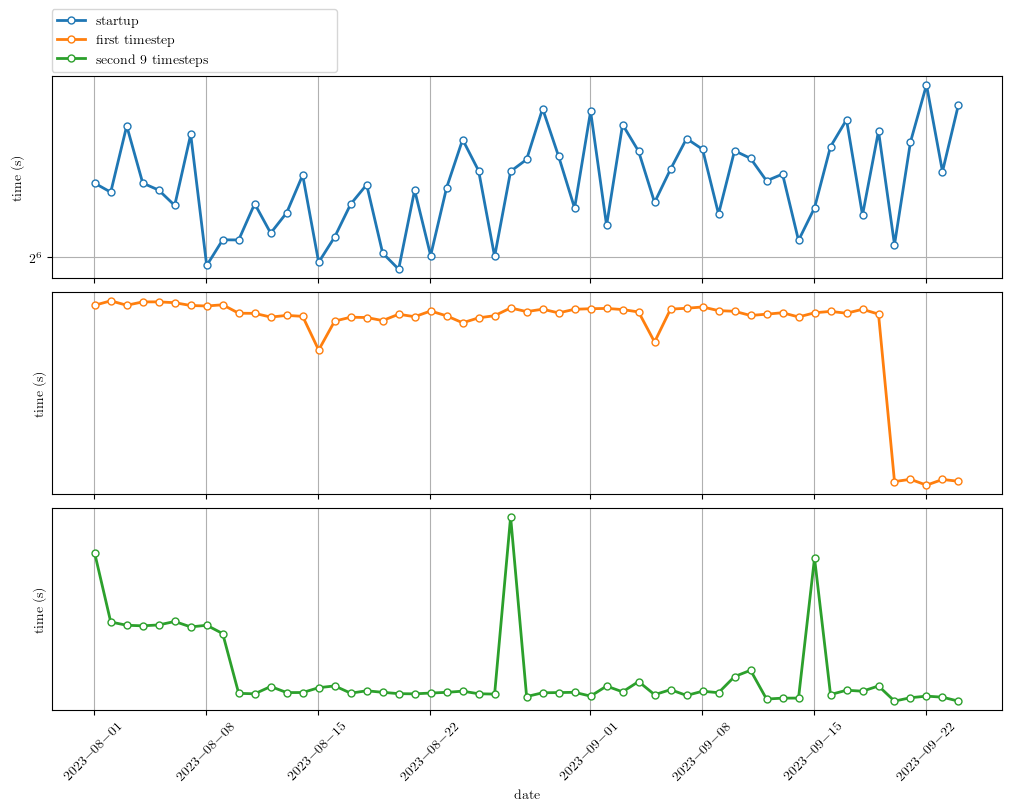 startup
first timestep
second 9 timesteps
time (s)
2^6
time (s)
time (s)
2023−08−01
2023−08−08
2023−08−15
2023−08−22
2023−09−01
2023−09−08
2023−09−15
2023−09−22
date